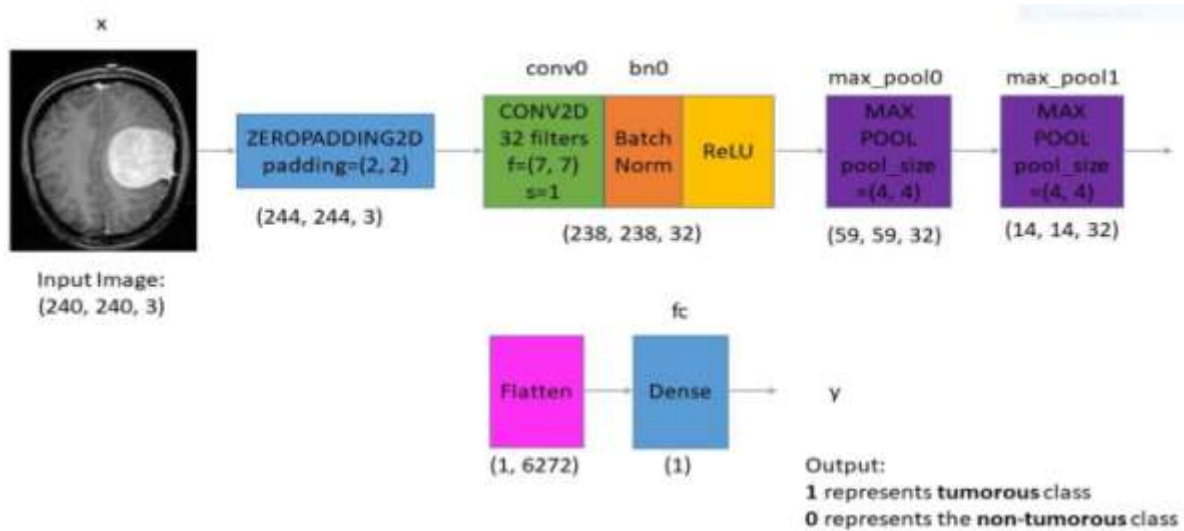 x
conv0 bn0
max_pool0 max_pool1
ZEROPADDING2D
padding=(2, 2)
CONV2D
32 filters
f=(7, 7)
s=1
Batch
Norm
ReLU
MAX
POOL
pool_size
=(4, 4)
MAX
POOL
pool_size
=(4, 4)
(244, 244, 3)
(238, 238, 32)
(59, 59, 32)
(14, 14, 32)
Input Image:
(240, 240, 3)
fc
Flatten
Dense
y
(1, 6272)
(1)
Output:
1 represents tumorous class
0 represents the non-tumorous class